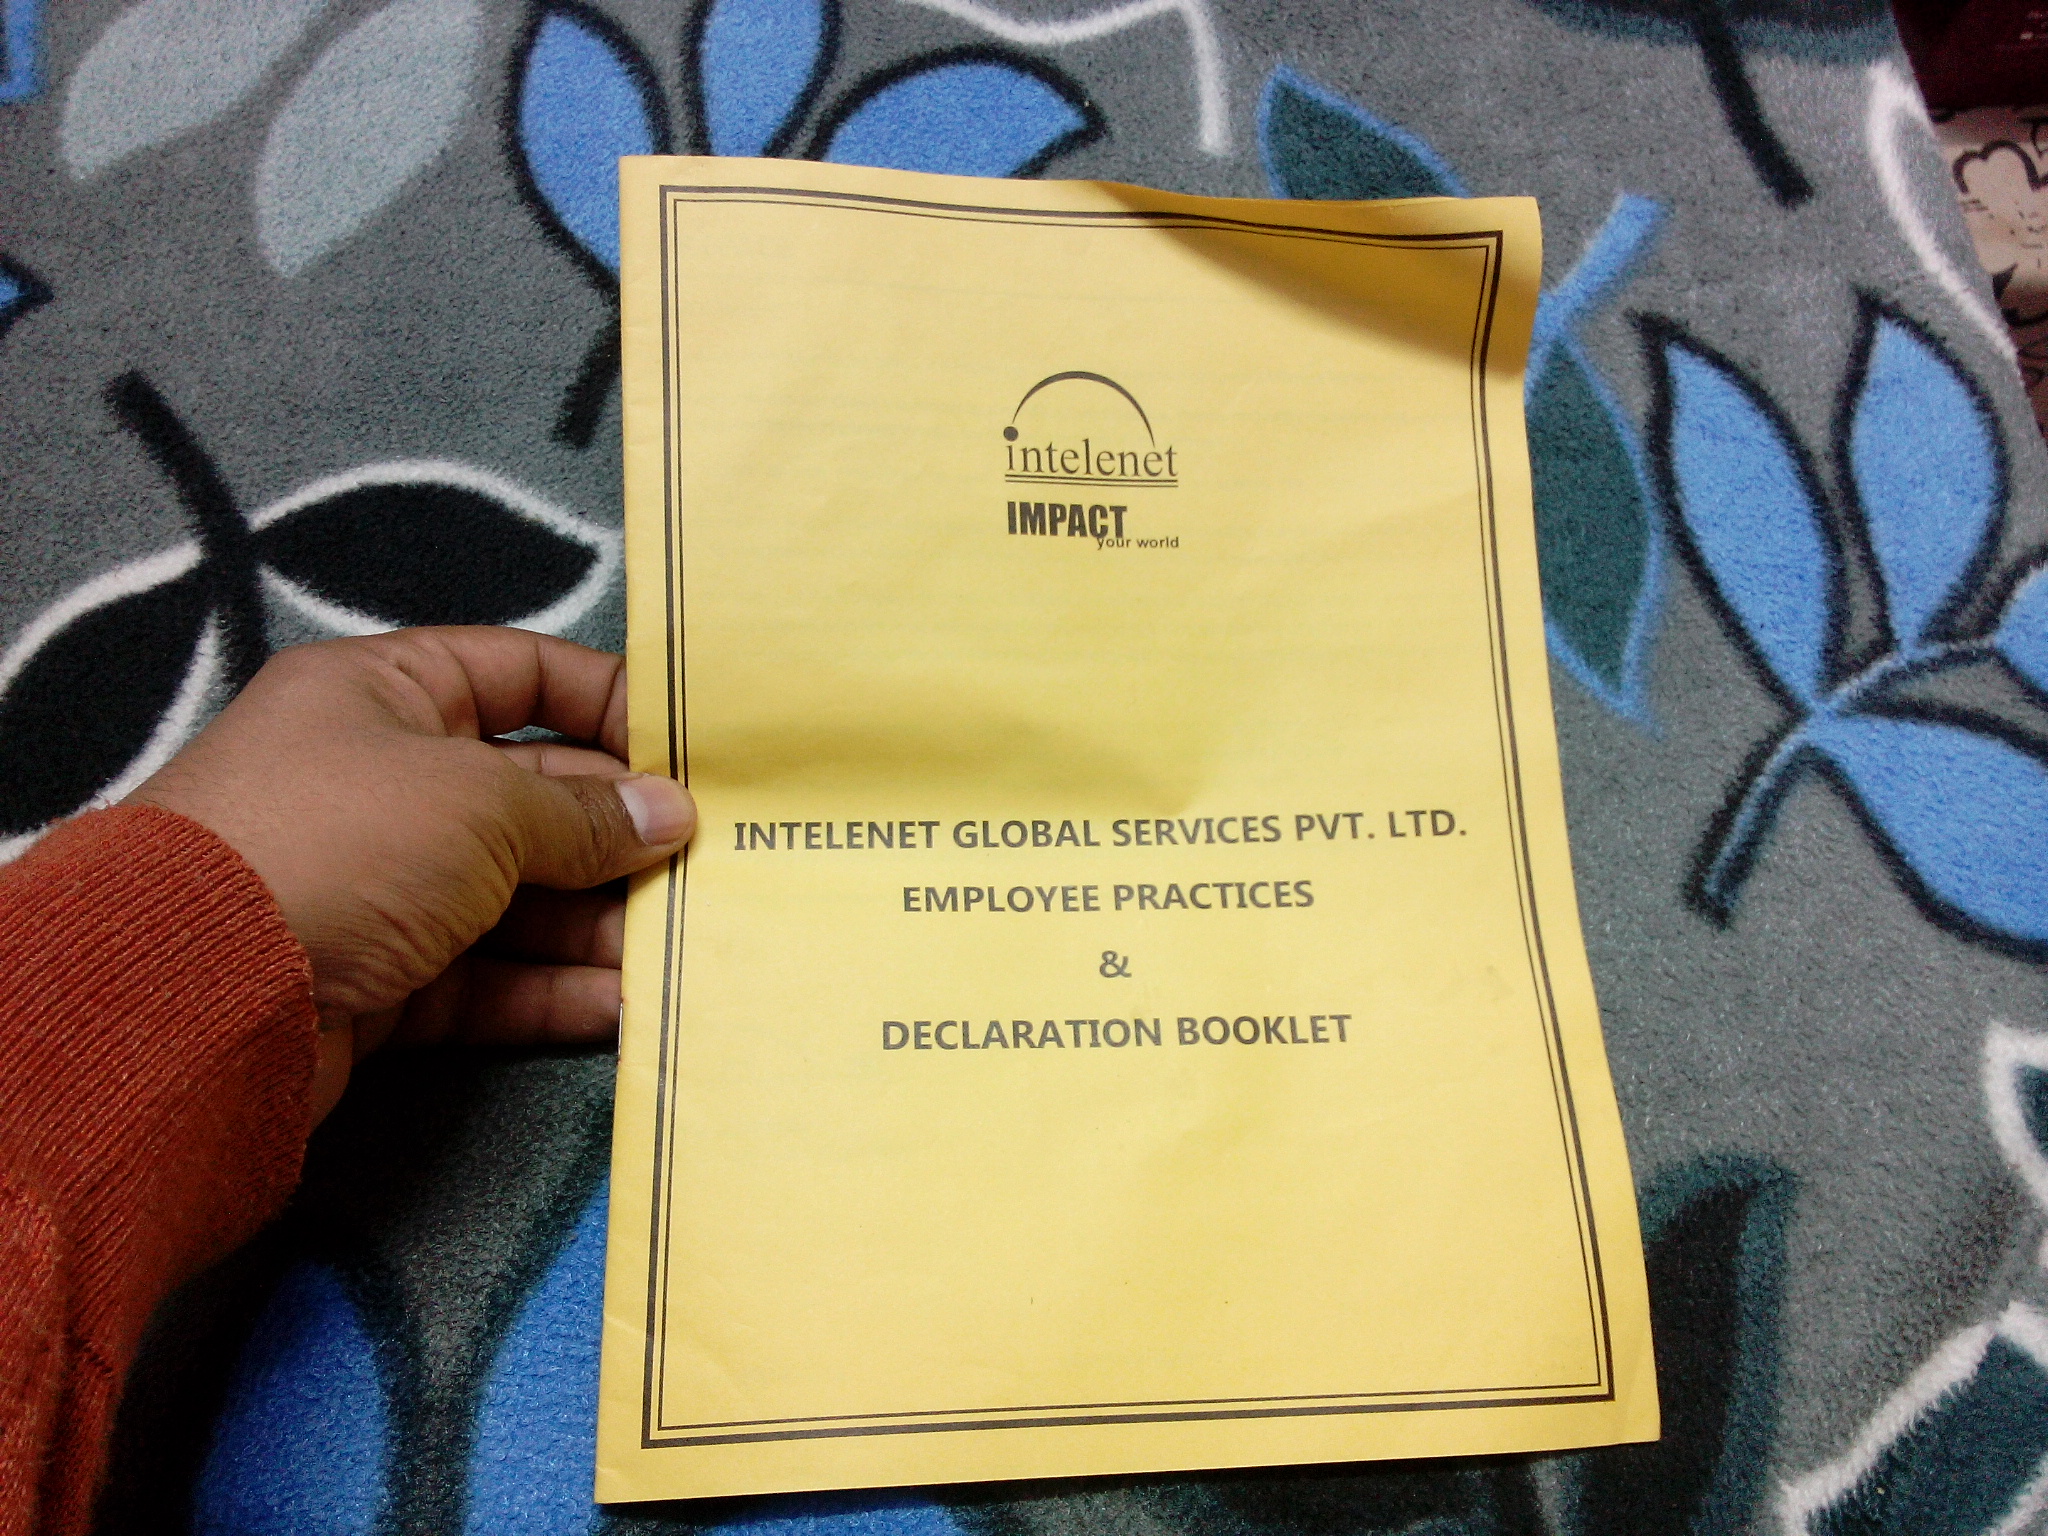 intelenet
IMPACT
your world
INTELENET GLOBAL SERVICES PVT. LTD.
EMPLOYEE PRACTICES
&
DECLARATION BOOKLET